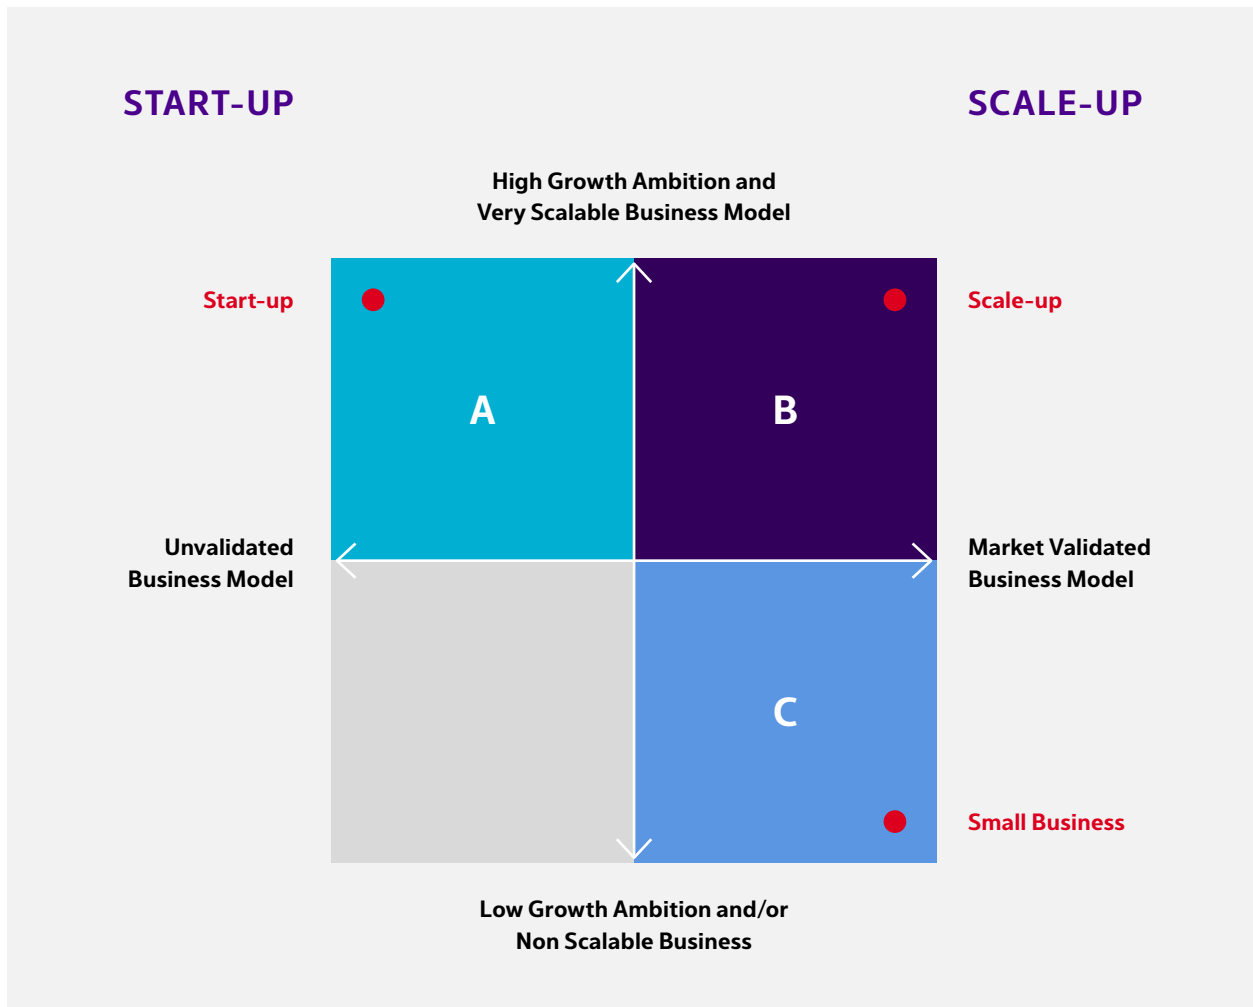 START-UP
SCALE-UP
High Growth Ambition and
Very Scalable Business Model
Start-up
Scale-up
A
B
Unvalidated
Business Model
Market Validated
Business Model
C
Small Business
Low Growth Ambition and/or
Non Scalable Business